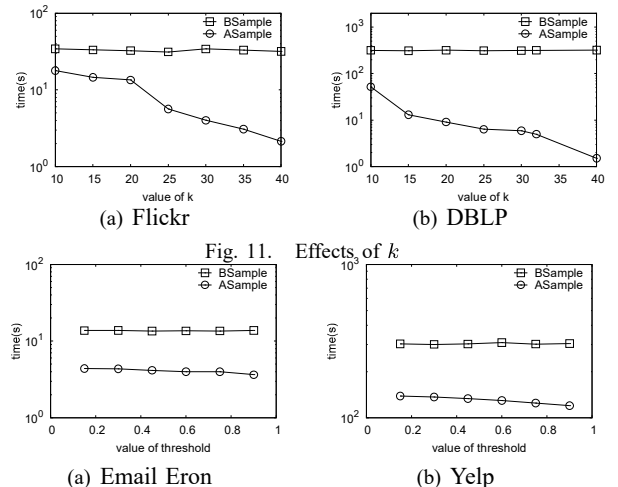 10^2
10^1
10^0
time(s)
BSample
ASample
10 15 20 25 30 35 40
value of k
(a) Flickr
10^3
10^2
10^1
10^0
time(s)
BSample
ASample
10 15 20 25 30 35 40
value of k
(b) DBLP
Fig. 11. Effects of k
10^2
10^1
10^0
time(s)
BSample
ASample
0 0.2 0.4 0.6 0.8 1
value of threshold
(a) Email Eron
10^3
10^2
time(s)
BSample
ASample
0 0.2 0.4 0.6 0.8 1
value of threshold
(b) Yelp